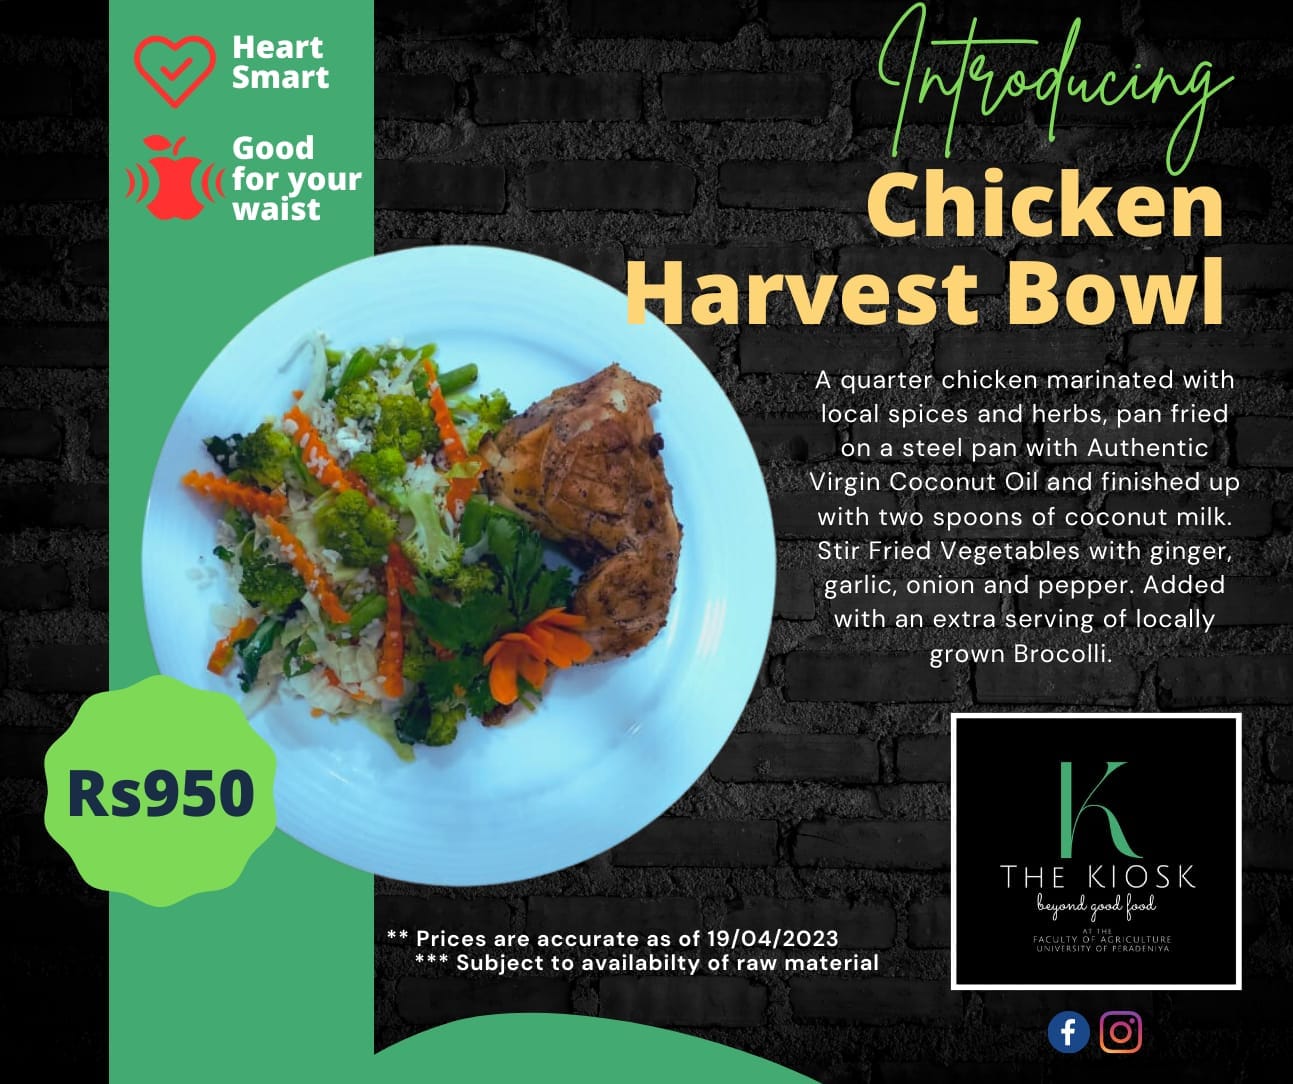 Heart
Smart
Good
for your
waist
Introducing
Chicken
Harvest Bowl
A quarter chicken marinated with
local spices and herbs, pan fried
on a steel pan with Authentic
Virgin Coconut Oil and finished up
with two spoons of coconut milk.
Stir Fried Vegetables with ginger,
garlic, onion and pepper. Added
with an extra serving of locally
grown Brocolli.
Rs950
K
THE KIOSK
beyond good food
AT THE
FACULTY OF AGRICULTURE
UNIVERSITY OF PERADENIYA
** Prices are accurate as of 19/04/2023
*** Subject to availabilty of raw material